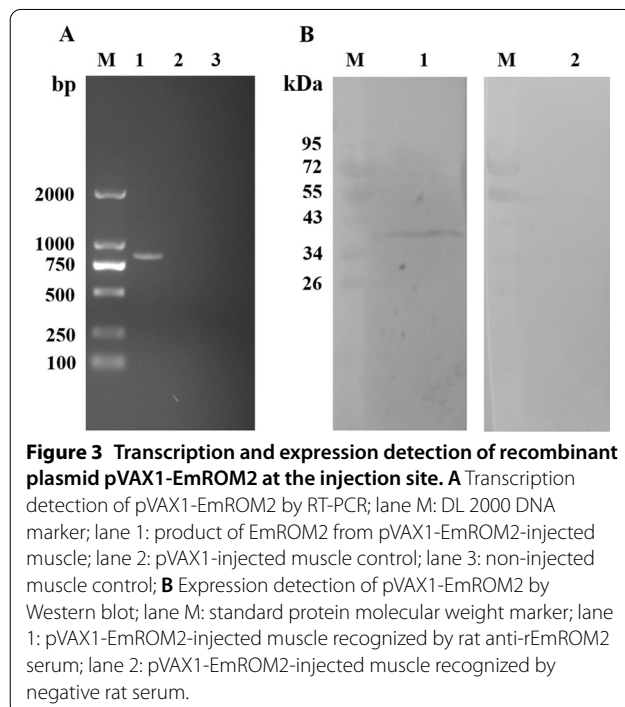 A
B
M 1 2 3
M 1
M 2
bp
kDa
2000
1000
750
500
250
100
95
72
55
43
34
26
Figure 3 Transcription and expression detection of recombinant
plasmid pVAX1-EmROM2 at the injection site. A Transcription
detection of pVAX1-EmROM2 by RT-PCR; lane M: DL 2000 DNA
marker; lane 1: product of EmROM2 from pVAX1-EmROM2-injected
muscle; lane 2: pVAX1-injected muscle control; lane 3: non-injected
muscle control; B Expression detection of pVAX1-EmROM2 by
Western blot; lane M: standard protein molecular weight marker; lane
1: pVAX1-EmROM2-injected muscle recognized by rat anti-rEmROM2
serum; lane 2: pVAX1-EmROM2-injected muscle recognized by
negative rat serum.